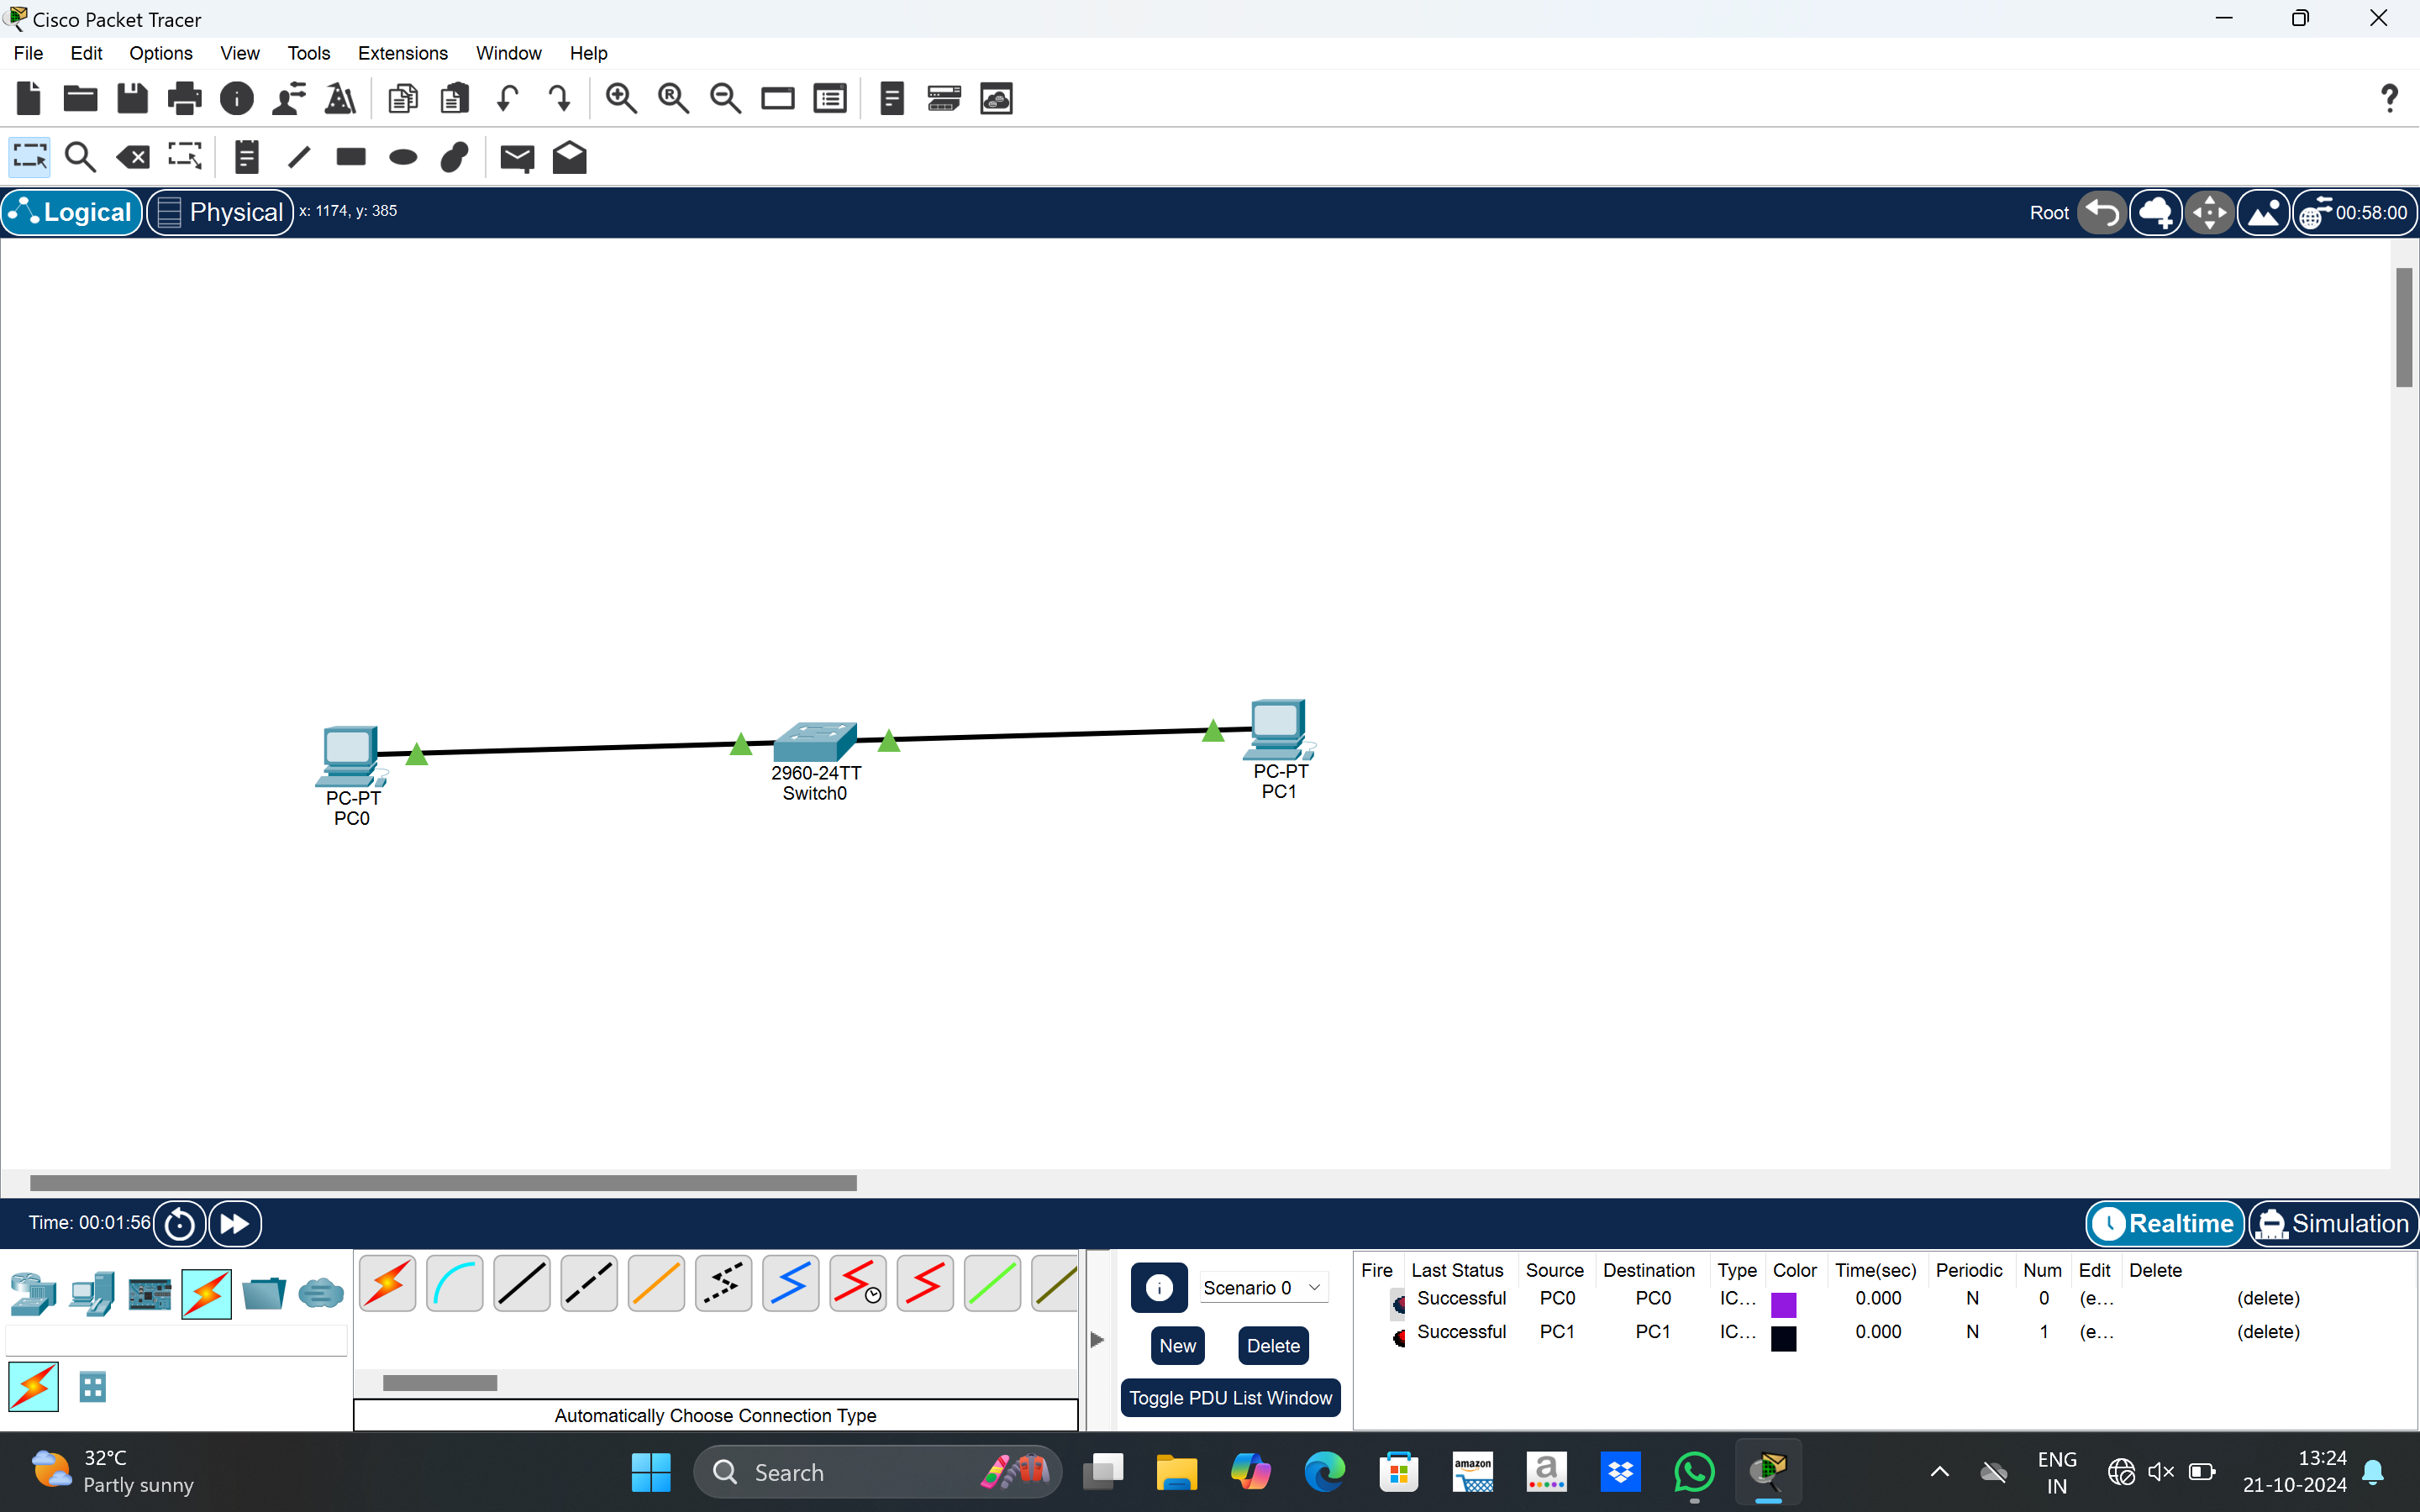 Cisco Packet Tracer
File Edit Options View Tools Extensions Window Help
Logical Physical x: 1174, y: 385 Root 00:58:00
PC-PT
PC0
2960-24TT
Switch0
PC-PT
PC1
Time: 00:01:56 Realtime Simulation
Scenario 0
New Delete
Toggle PDU List Window
Automatically Choose Connection Type
Fire Last Status Source Destination Type Color Time(sec) Periodic Num Edit Delete
Successful PC0 PC0 IC... 0.000 N 0 (e... (delete)
Successful PC1 PC1 IC... 0.000 N 1 (e... (delete)
32°C
Partly sunny
Search
amazon
a
ENG
IN
13:24
21-10-2024